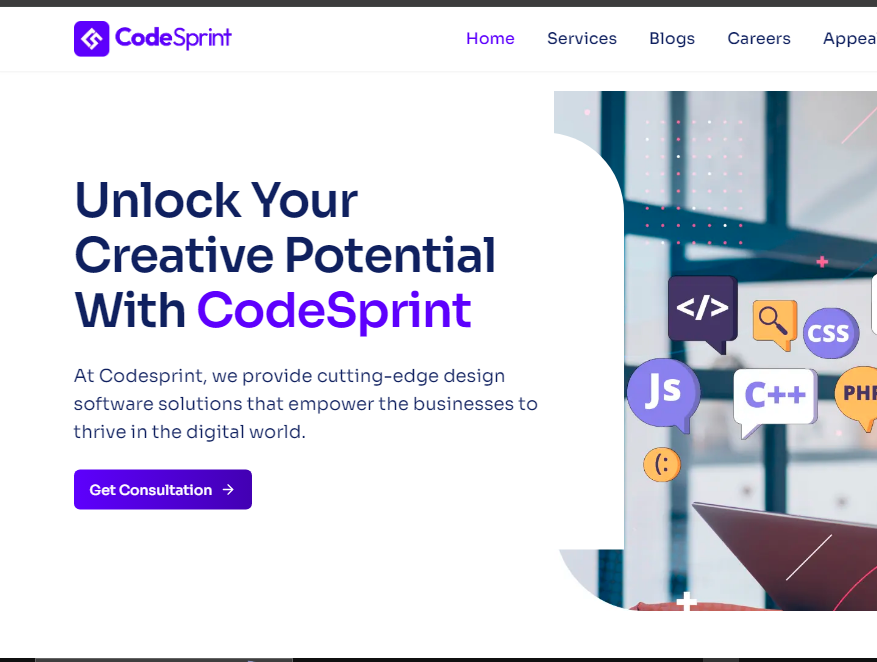 CodeSprint
Home Services Blogs Careers Appea
Unlock Your
Creative Potential
With CodeSprint
</>
CSS
Js
C++
PHP
(:
At Codesprint, we provide cutting-edge design
software solutions that empower the businesses to
thrive in the digital world.
Get Consultation →